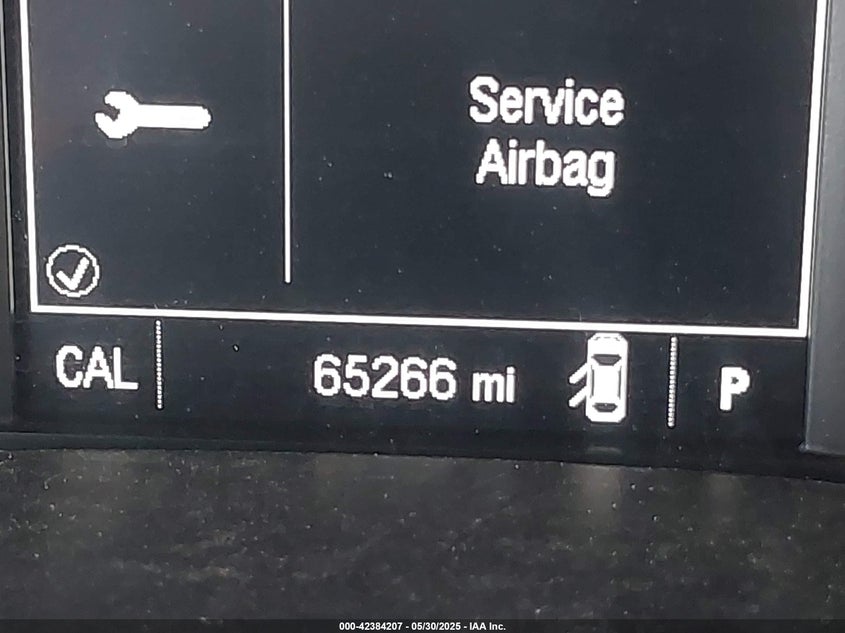 Service
Airbag
CAL 65266 mi P
000-42384207 - 05/30/2025 - IAA Inc.